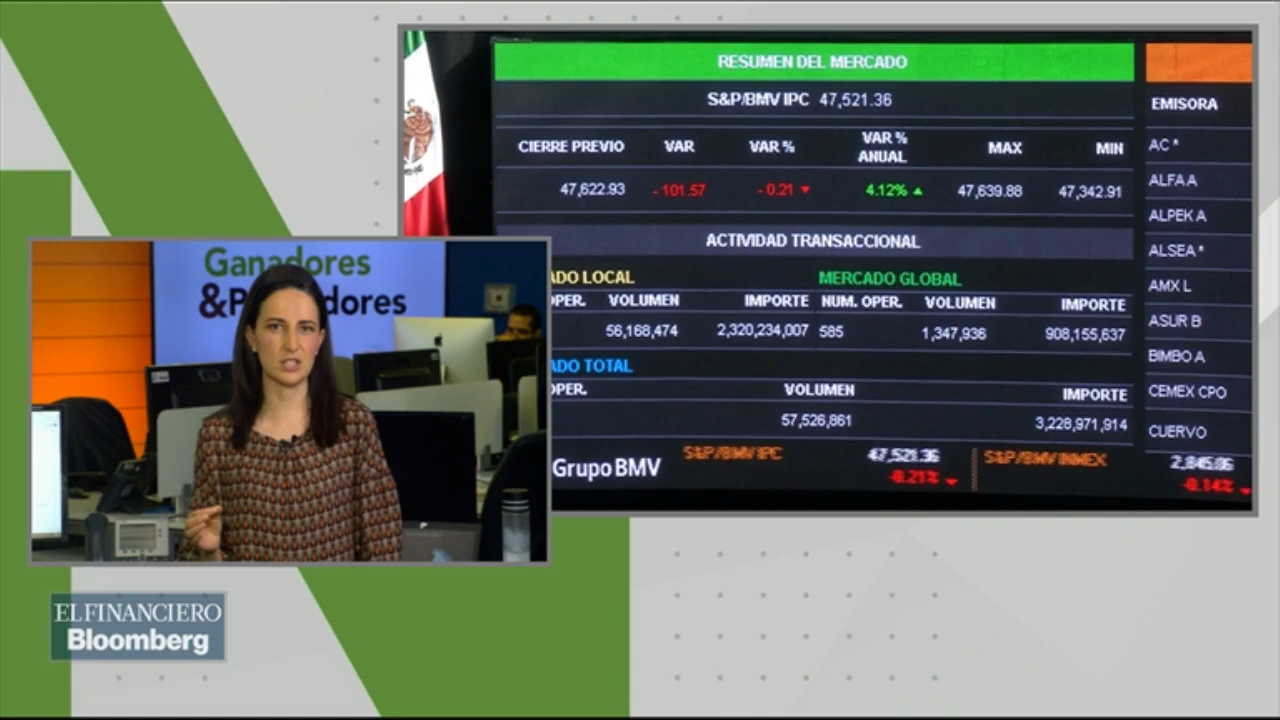 RESUMEN DEL MERCADO
S&P/BMV IPC 47,521.36
CIERRE PREVIO VAR VAR % VAR % ANUAL MAX MIN
47,622.93 -101.57 -0.21 ▼ 4.12% ▲ 47,639.88 47,342.91
ACTIVIDAD TRANSACCIONAL
ADO LOCAL MERCADO GLOBAL
OPER. VOLUMEN IMPORTE NUM. OPER. VOLUMEN IMPORTE
56,168,474 2,320,234,007 585 1,347,936 908,155,637
ADO TOTAL
OPER. VOLUMEN IMPORTE
57,526,861 3,228,971,914
Grupo BMV S&P/BMV IPC 47,521.36 S&P/BMV INMEX 2,845.06
-0.21% ▼ -0.14% ▼
EMISORA
AC *
ALFA A
ALPEK A
ALSEA *
AMX L
ASUR B
BIMBO A
CEMEX CPO
CUERVO
Ganadores
&P dores
EL FINANCIERO
Bloomberg